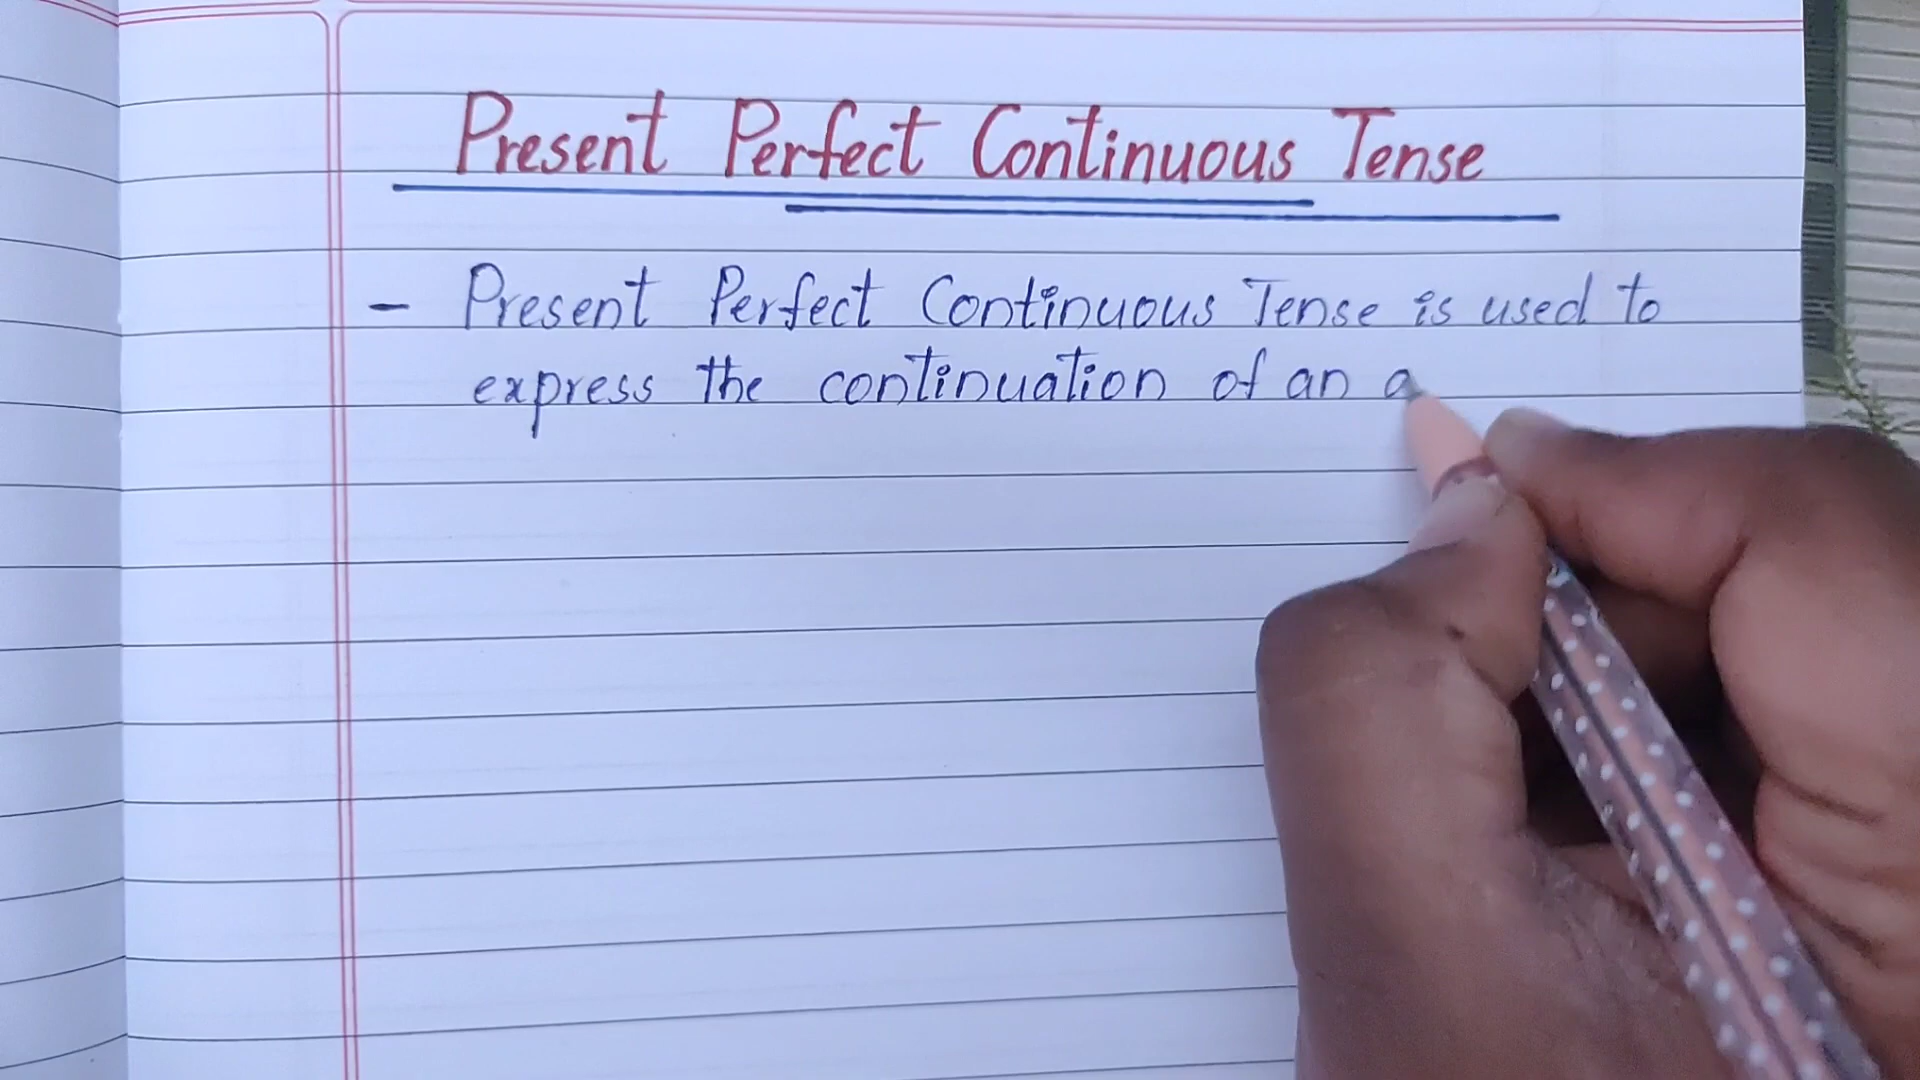 Present Perfect Continuous Tense
- Present Perfect Continuous Tense is used to
express the continuation of an a